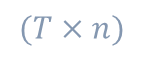 (T × n)